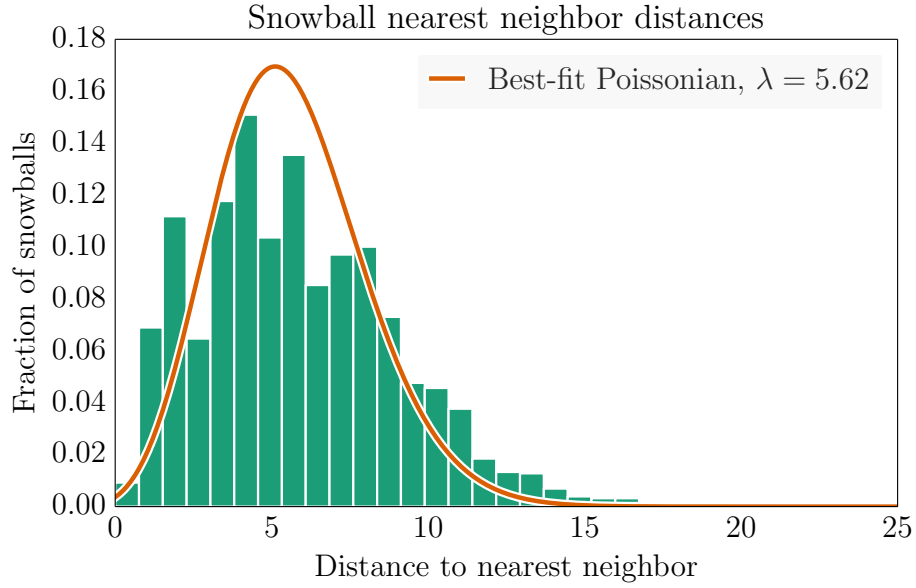 Snowball nearest neighbor distances
0.18
0.16
0.14
0.12
0.10
0.08
0.06
0.04
0.02
0.00
Fraction of snowballs
Best-fit Poissonian, λ = 5.62
0 5 10 15 20 25
Distance to nearest neighbor